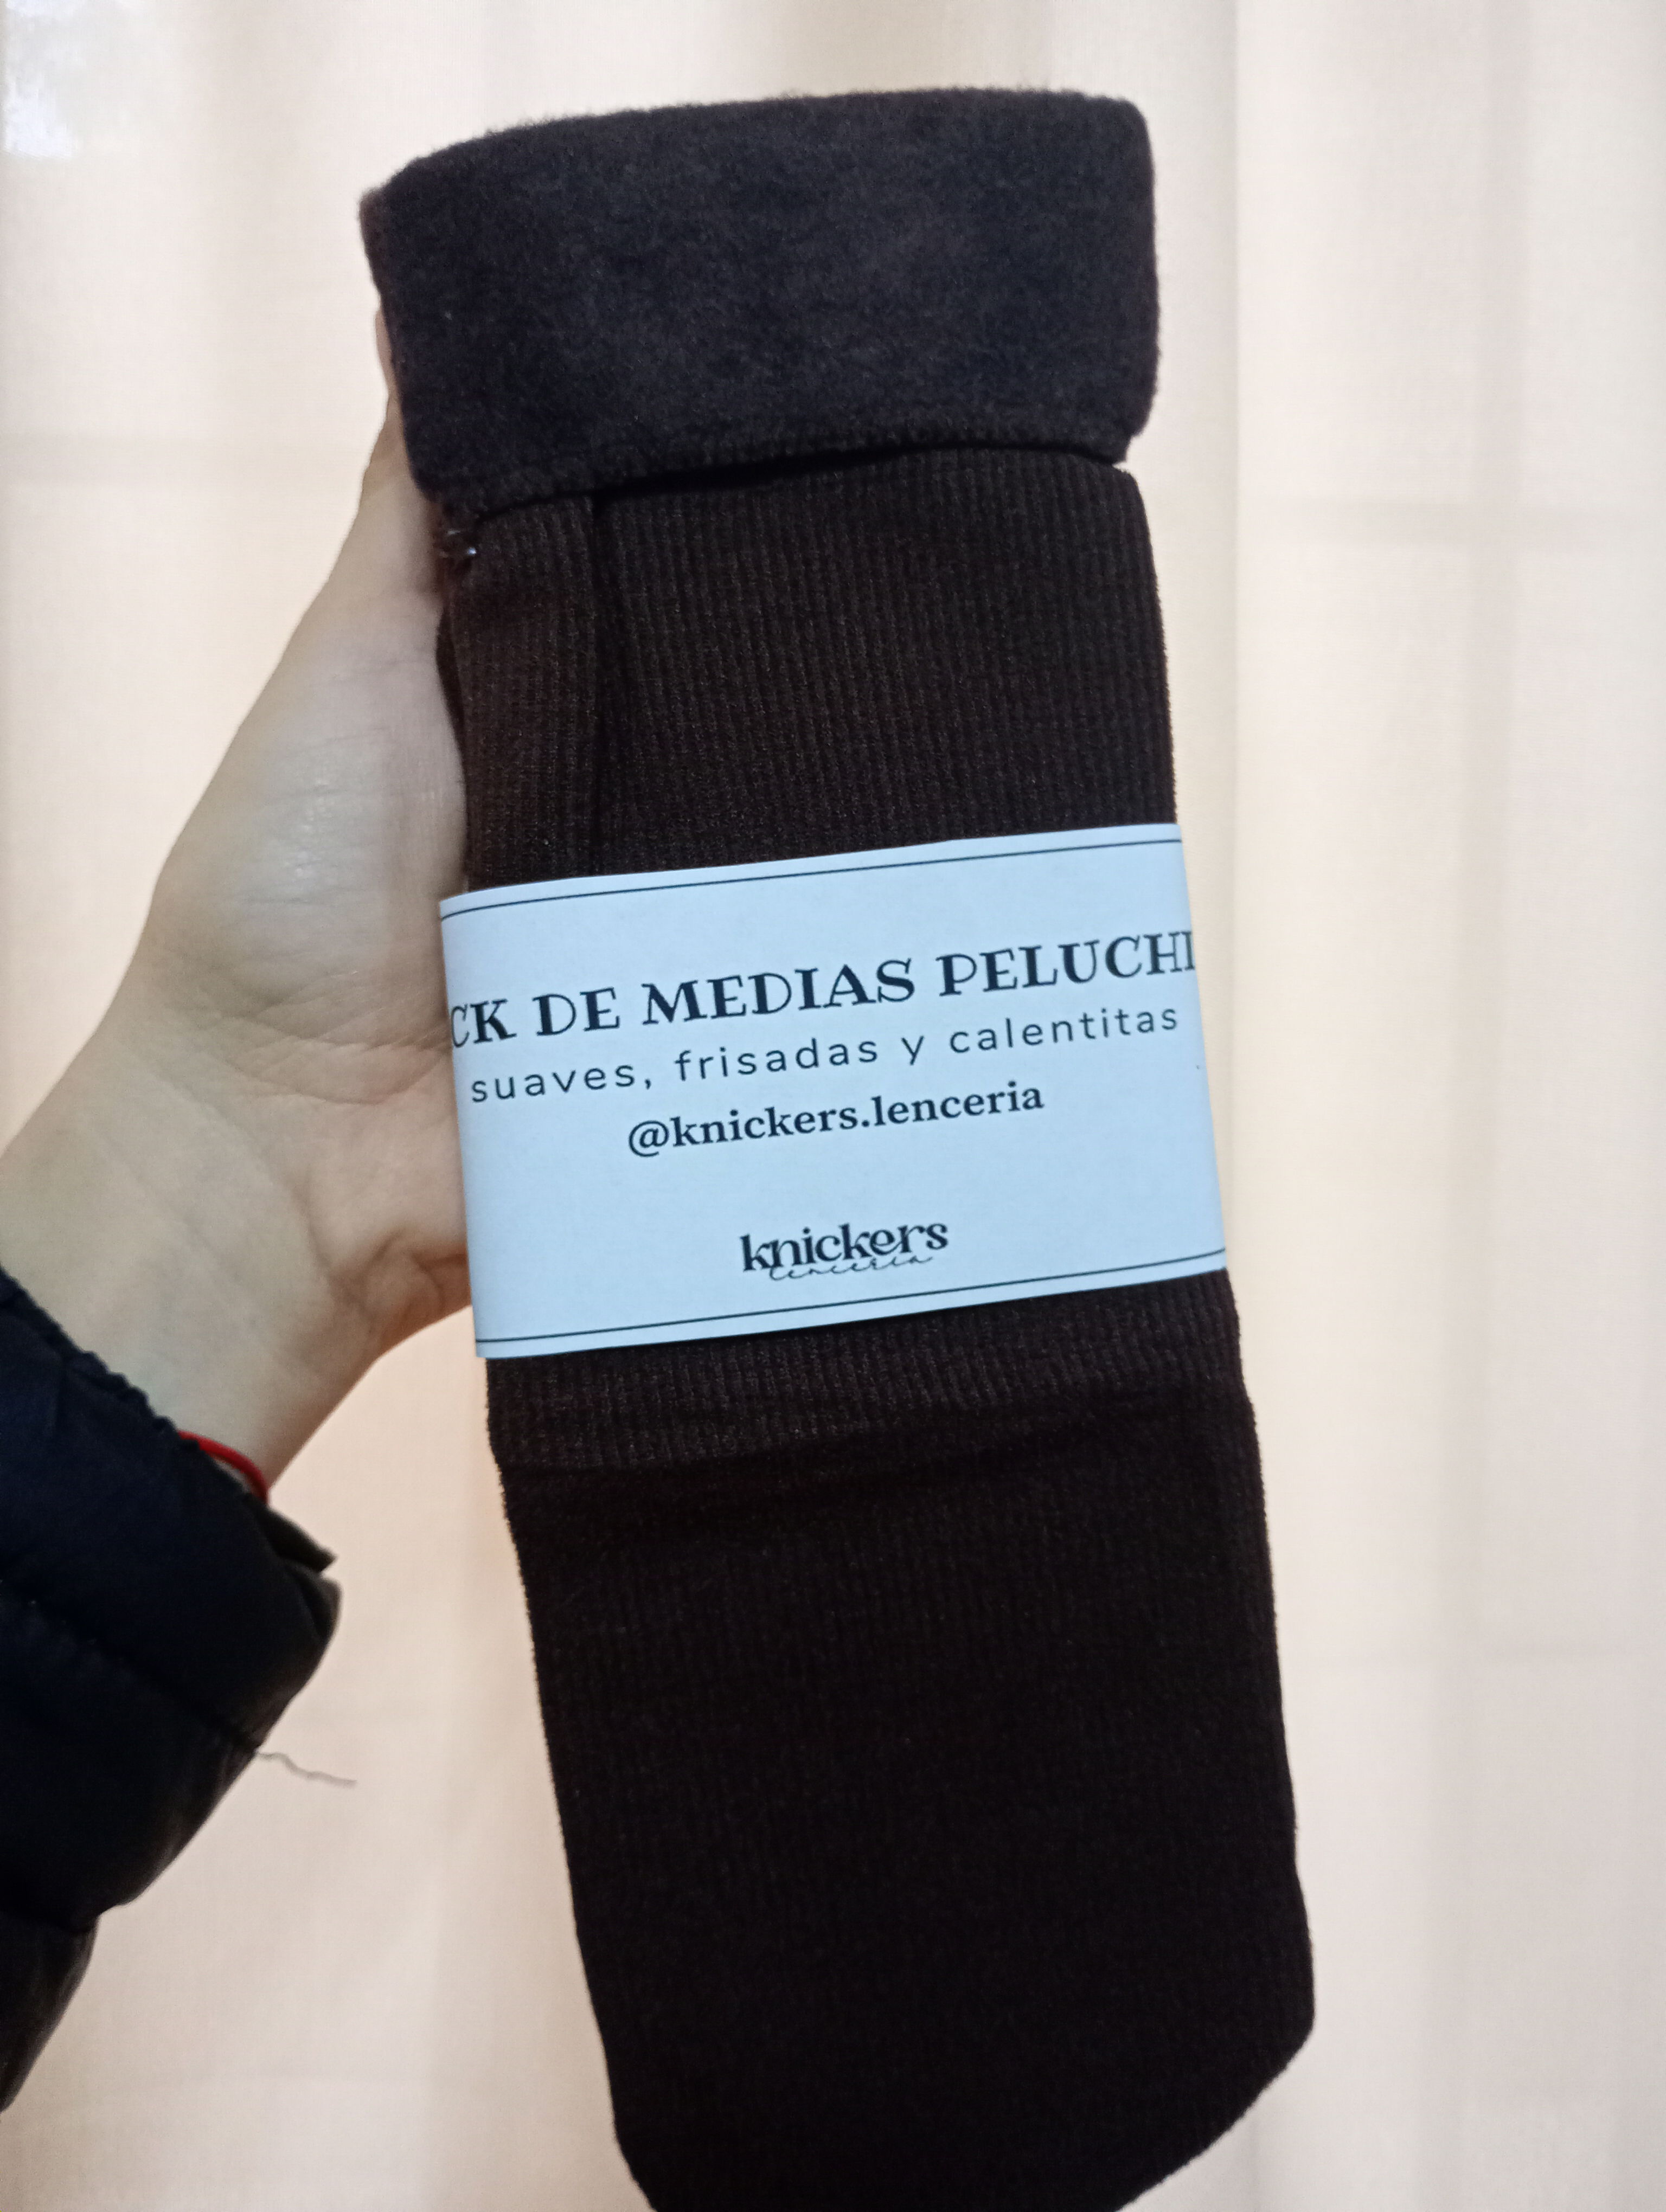 CK DE MEDIAS PELUCHI
suaves, frisadas y calentitas
@knickers.lenceria
knickers
lenceria